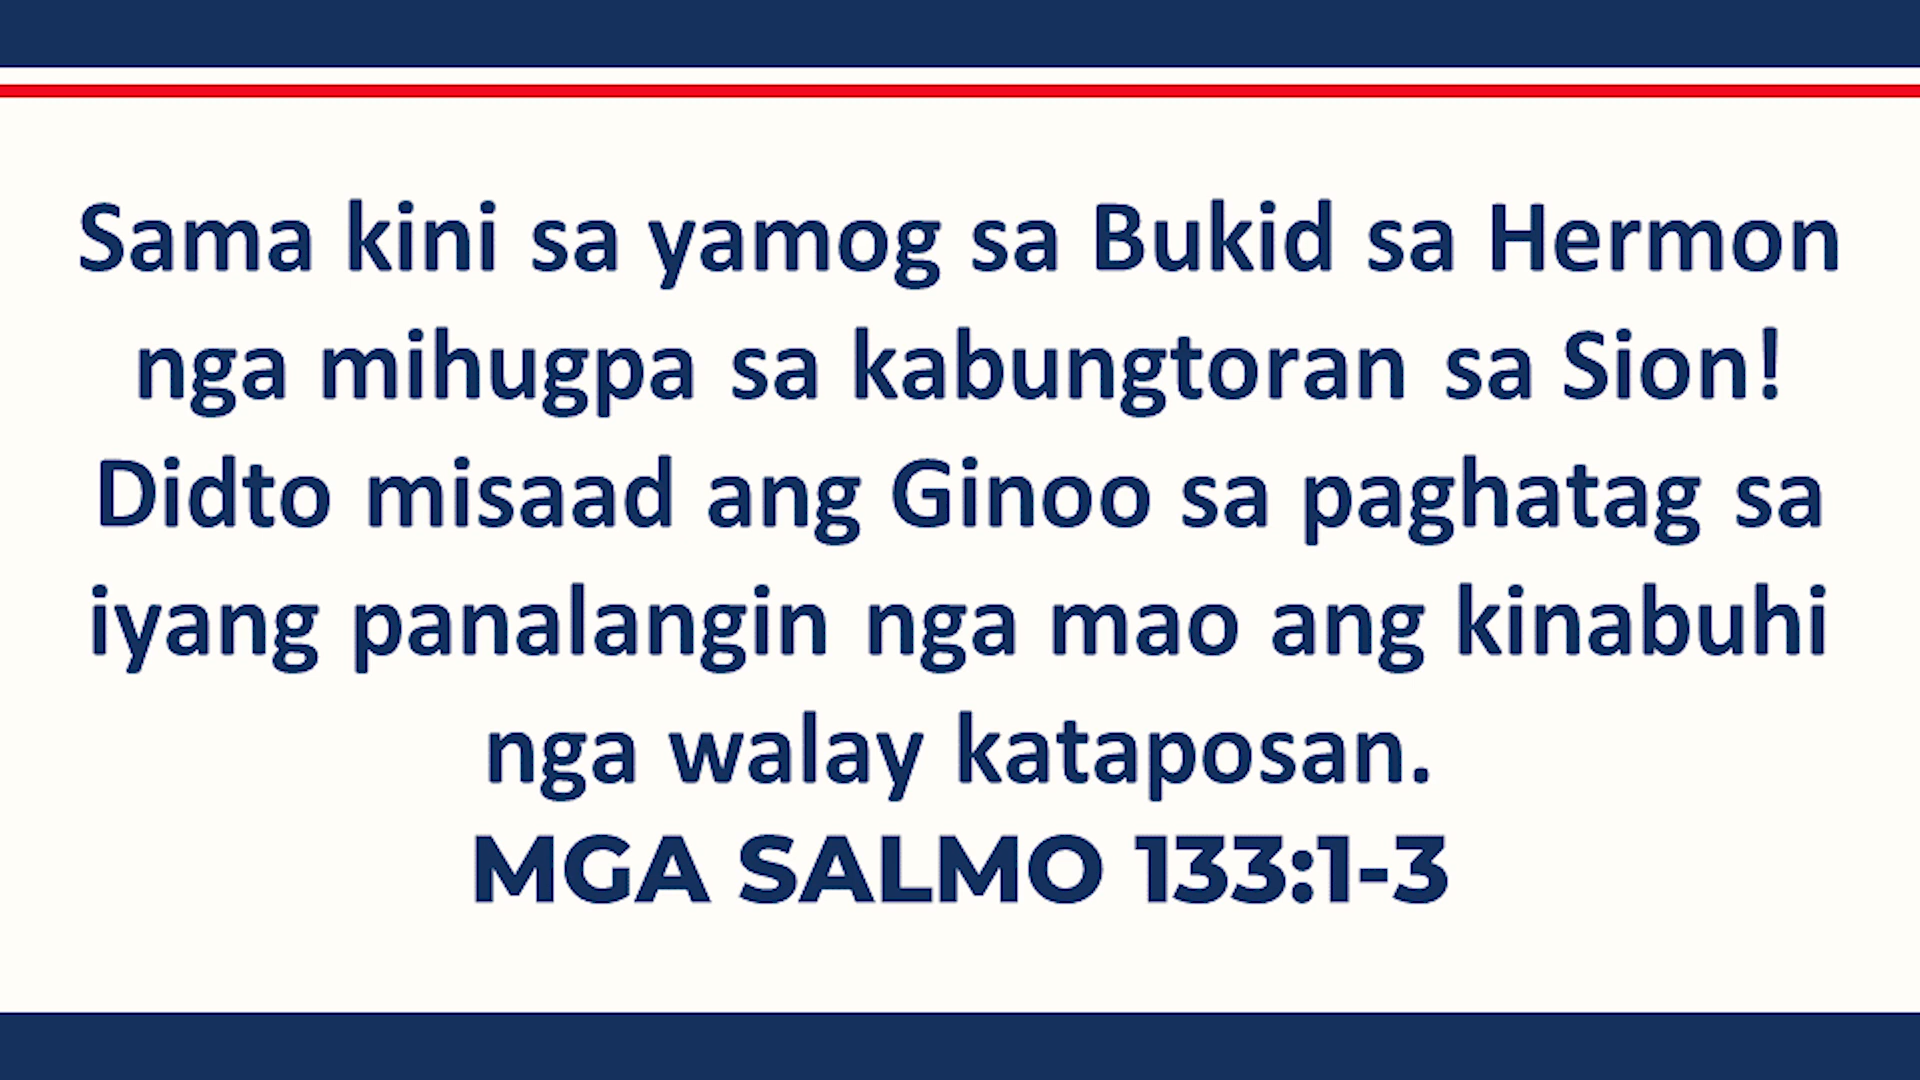 Sama kini sa yamog sa Bukid sa Hermon
nga mihugpa sa kabungtoran sa Sion!
Didto misaad ang Ginoo sa paghatag sa
iyang panalangin nga mao ang kinabuhi
nga walay kataposan.
MGA SALMO 133:1-3